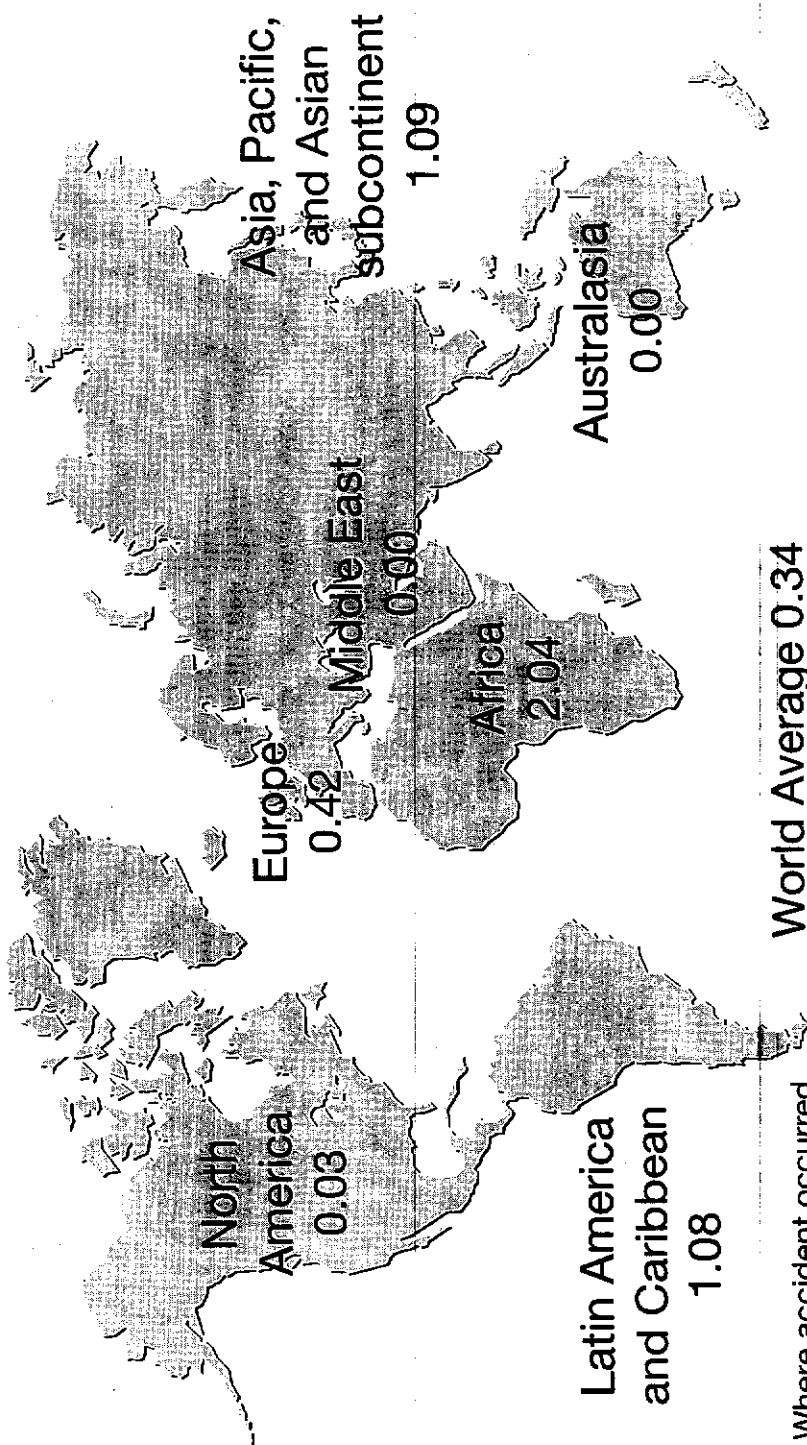 North
America
0.03
Europe
0.42
Middle East
0.00
Asia, Pacific,
and Asian
subcontinent
1.09
Africa
2.04
Latin America
and Caribbean
1.08
Australasia
0.00
World Average 0.34
Where accident occurred